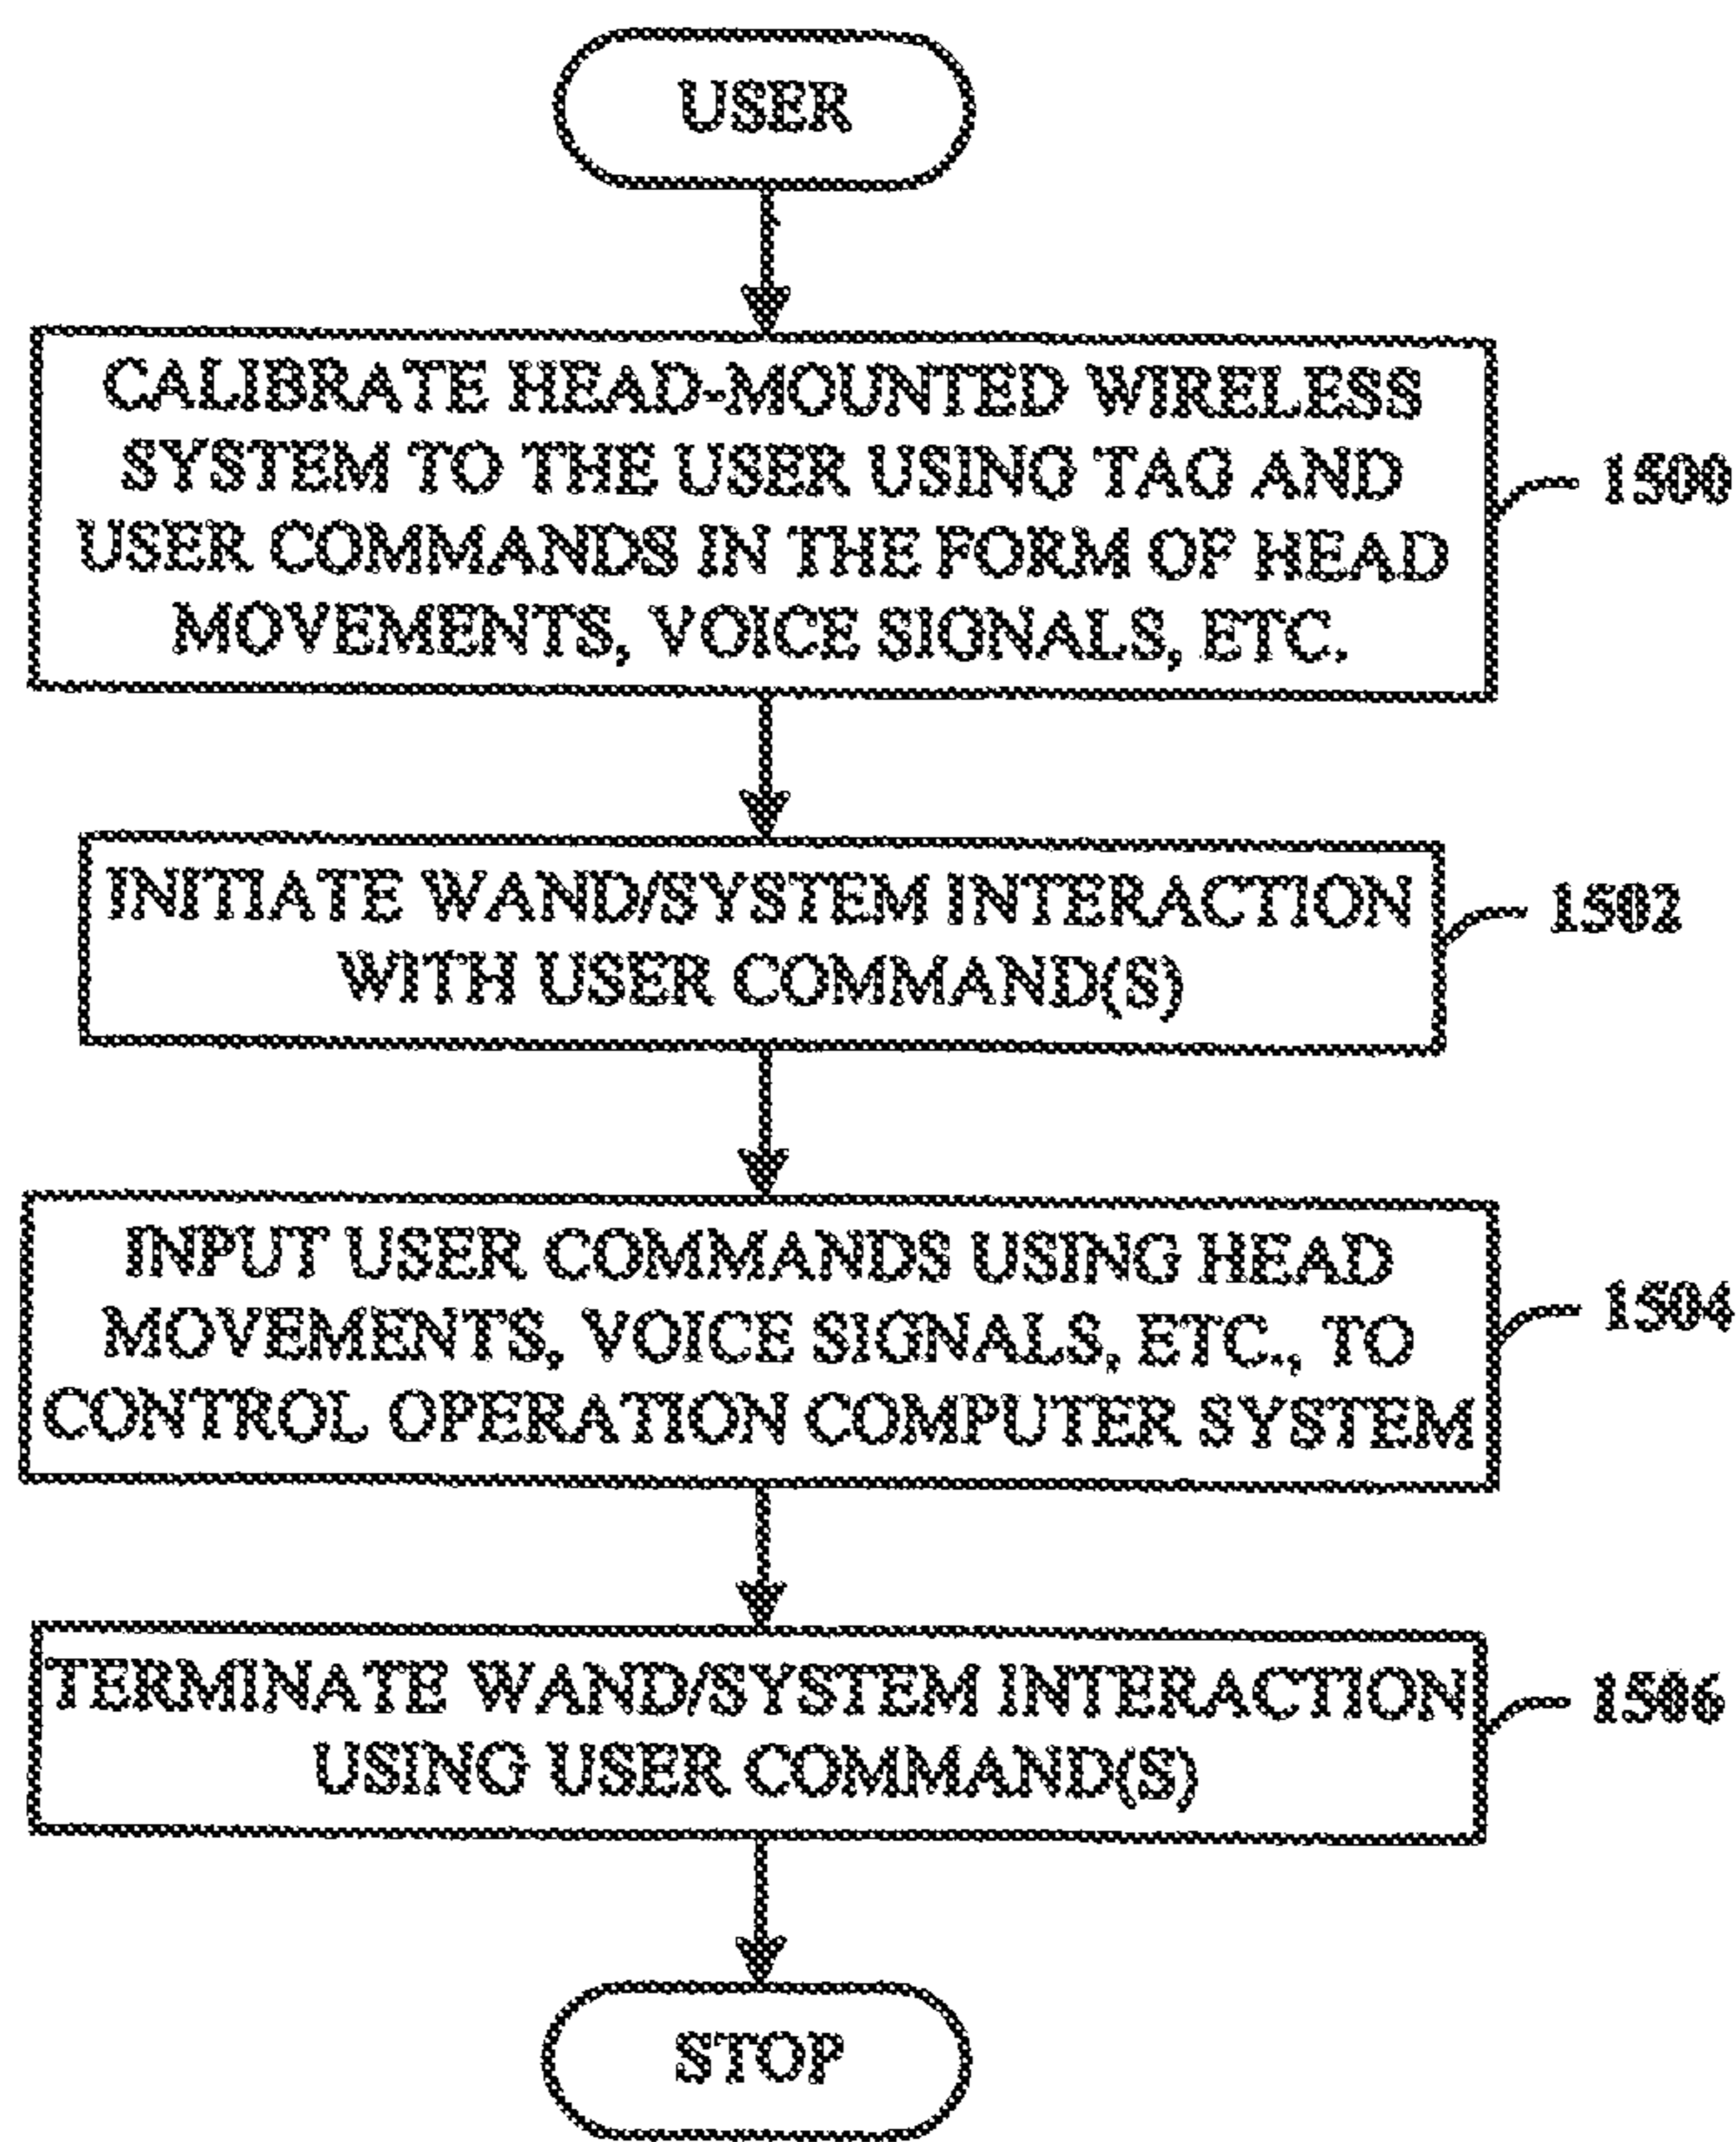 USER
CALIBRATE HEAD-MOUNTED WIRELESS
SYSTEM TO THE USER USING TAG AND
USER COMMANDS IN THE FORM OF HEAD
MOVEMENTS, VOICE SIGNALS, ETC.
1500
INITIATE WAND/SYSTEM INTERACTION
WITH USER COMMAND(S)
1502
INPUT USER COMMANDS USING HEAD
MOVEMENTS, VOICE SIGNALS, ETC., TO
CONTROL OPERATION COMPUTER SYSTEM
1504
TERMINATE WAND/SYSTEM INTERACTION
USING USER COMMAND(S)
1506
STOP